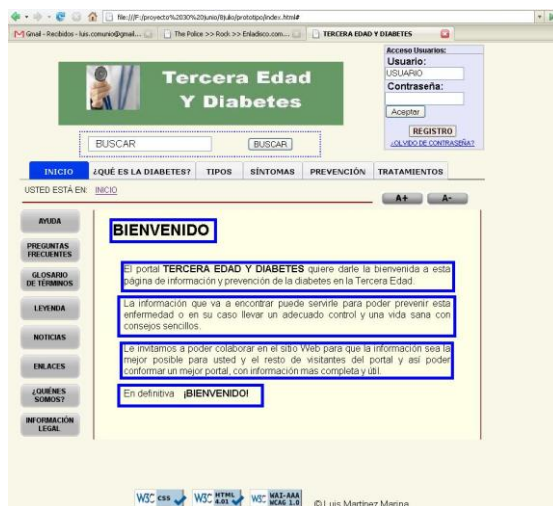 file:///F:/proyecto%2030%20junio/8julio/prototipo/index.html#
Gmail - Recibidos - luis.comunio@gmail...
The Police >> Rock >> Enladisco.com...
TERCERA EDAD Y DIABETES
Acceso Usuarios:
Usuario:
USUARIO
Contraseña:
Aceptar
REGISTRO
¿OLVIDO DE CONTRASEÑA?
Tercera Edad
Y Diabetes
BUSCAR BUSCAR
INICIO ¿QUÉ ES LA DIABETES? TIPOS SÍNTOMAS PREVENCIÓN TRATAMIENTOS
USTED ESTÁ EN: INICIO
A+ A-
AYUDA
PREGUNTAS
FRECUENTES
GLOSARIO
DE TÉRMINOS
LEYENDA
NOTICIAS
ENLACES
¿QUIÉNES
SOMOS?
INFORMACIÓN
LEGAL
BIENVENIDO
El portal TERCERA EDAD Y DIABETES quiere darle la bienvenida a esta
página de información y prevención de la diabetes en la Tercera Edad.
La información que va a encontrar puede servirle para poder prevenir esta
enfermedad o en su caso llevar un adecuado control y una vida sana con
consejos sencillos.
Le invitamos a poder colaborar en el sitio Web para que la información sea la
mejor posible para usted y el resto de visitantes del portal y así poder
conformar un mejor portal, con información mas completa y útil.
En definitiva ¡BIENVENIDO!
W3C CSS W3C HTML 4.01 W3C WAI-AAA WCAG 1.0 ©Luis Martínez Marina